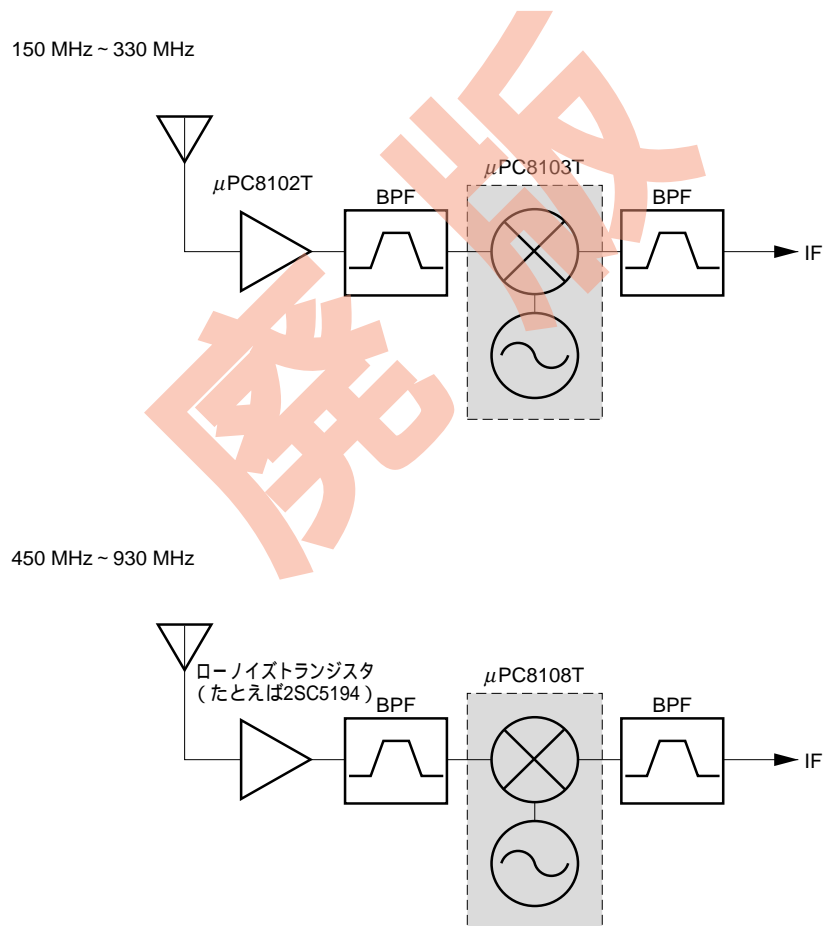 150 MHz ~ 330 MHz
μPC8102T
BPF
μPC8103T
BPF
IF
廃版
450 MHz ~ 930 MHz
ローノイズトランジスタ
(たとえば2SC5194)
BPF
μPC8108T
BPF
IF